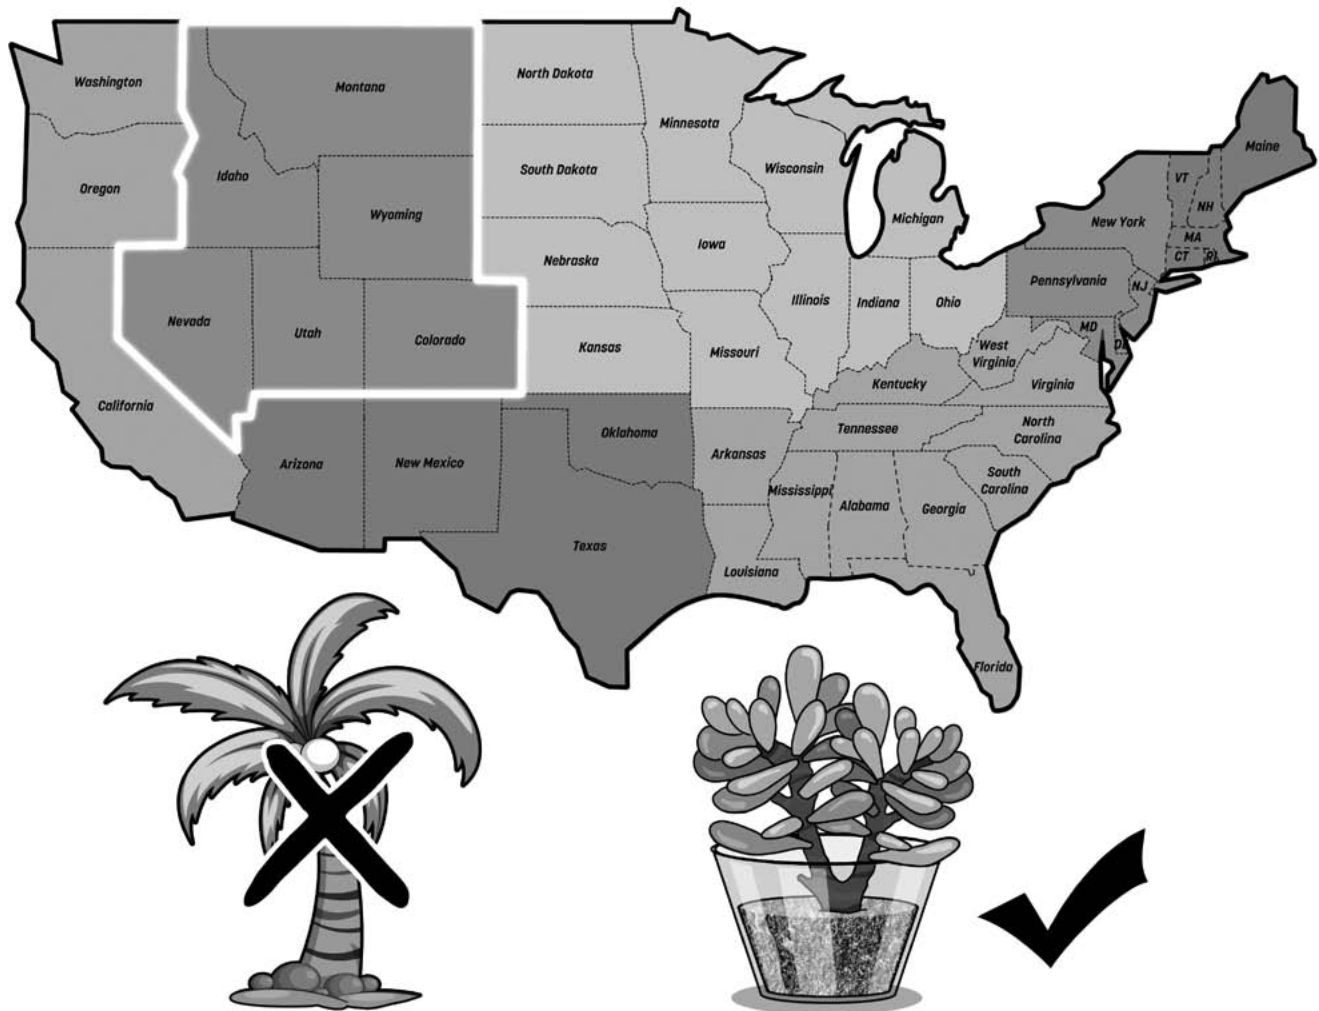 Washington
Montana
North Dakota
Minnesota
Maine
Oregon
Idaho
Wyoming
South Dakota
Wisconsin
Michigan
New York
VT
NH
MA
CT
RI
Nebraska
Iowa
Illinois
Indiana
Ohio
Pennsylvania
NJ
Nevada
Utah
Colorado
Kansas
Missouri
West
Virginia
MD
DE
Kentucky
Virginia
California
Arizona
New Mexico
Oklahoma
Arkansas
Tennessee
North
Carolina
South
Carolina
Mississippi
Alabama
Georgia
Texas
Louisiana
Florida